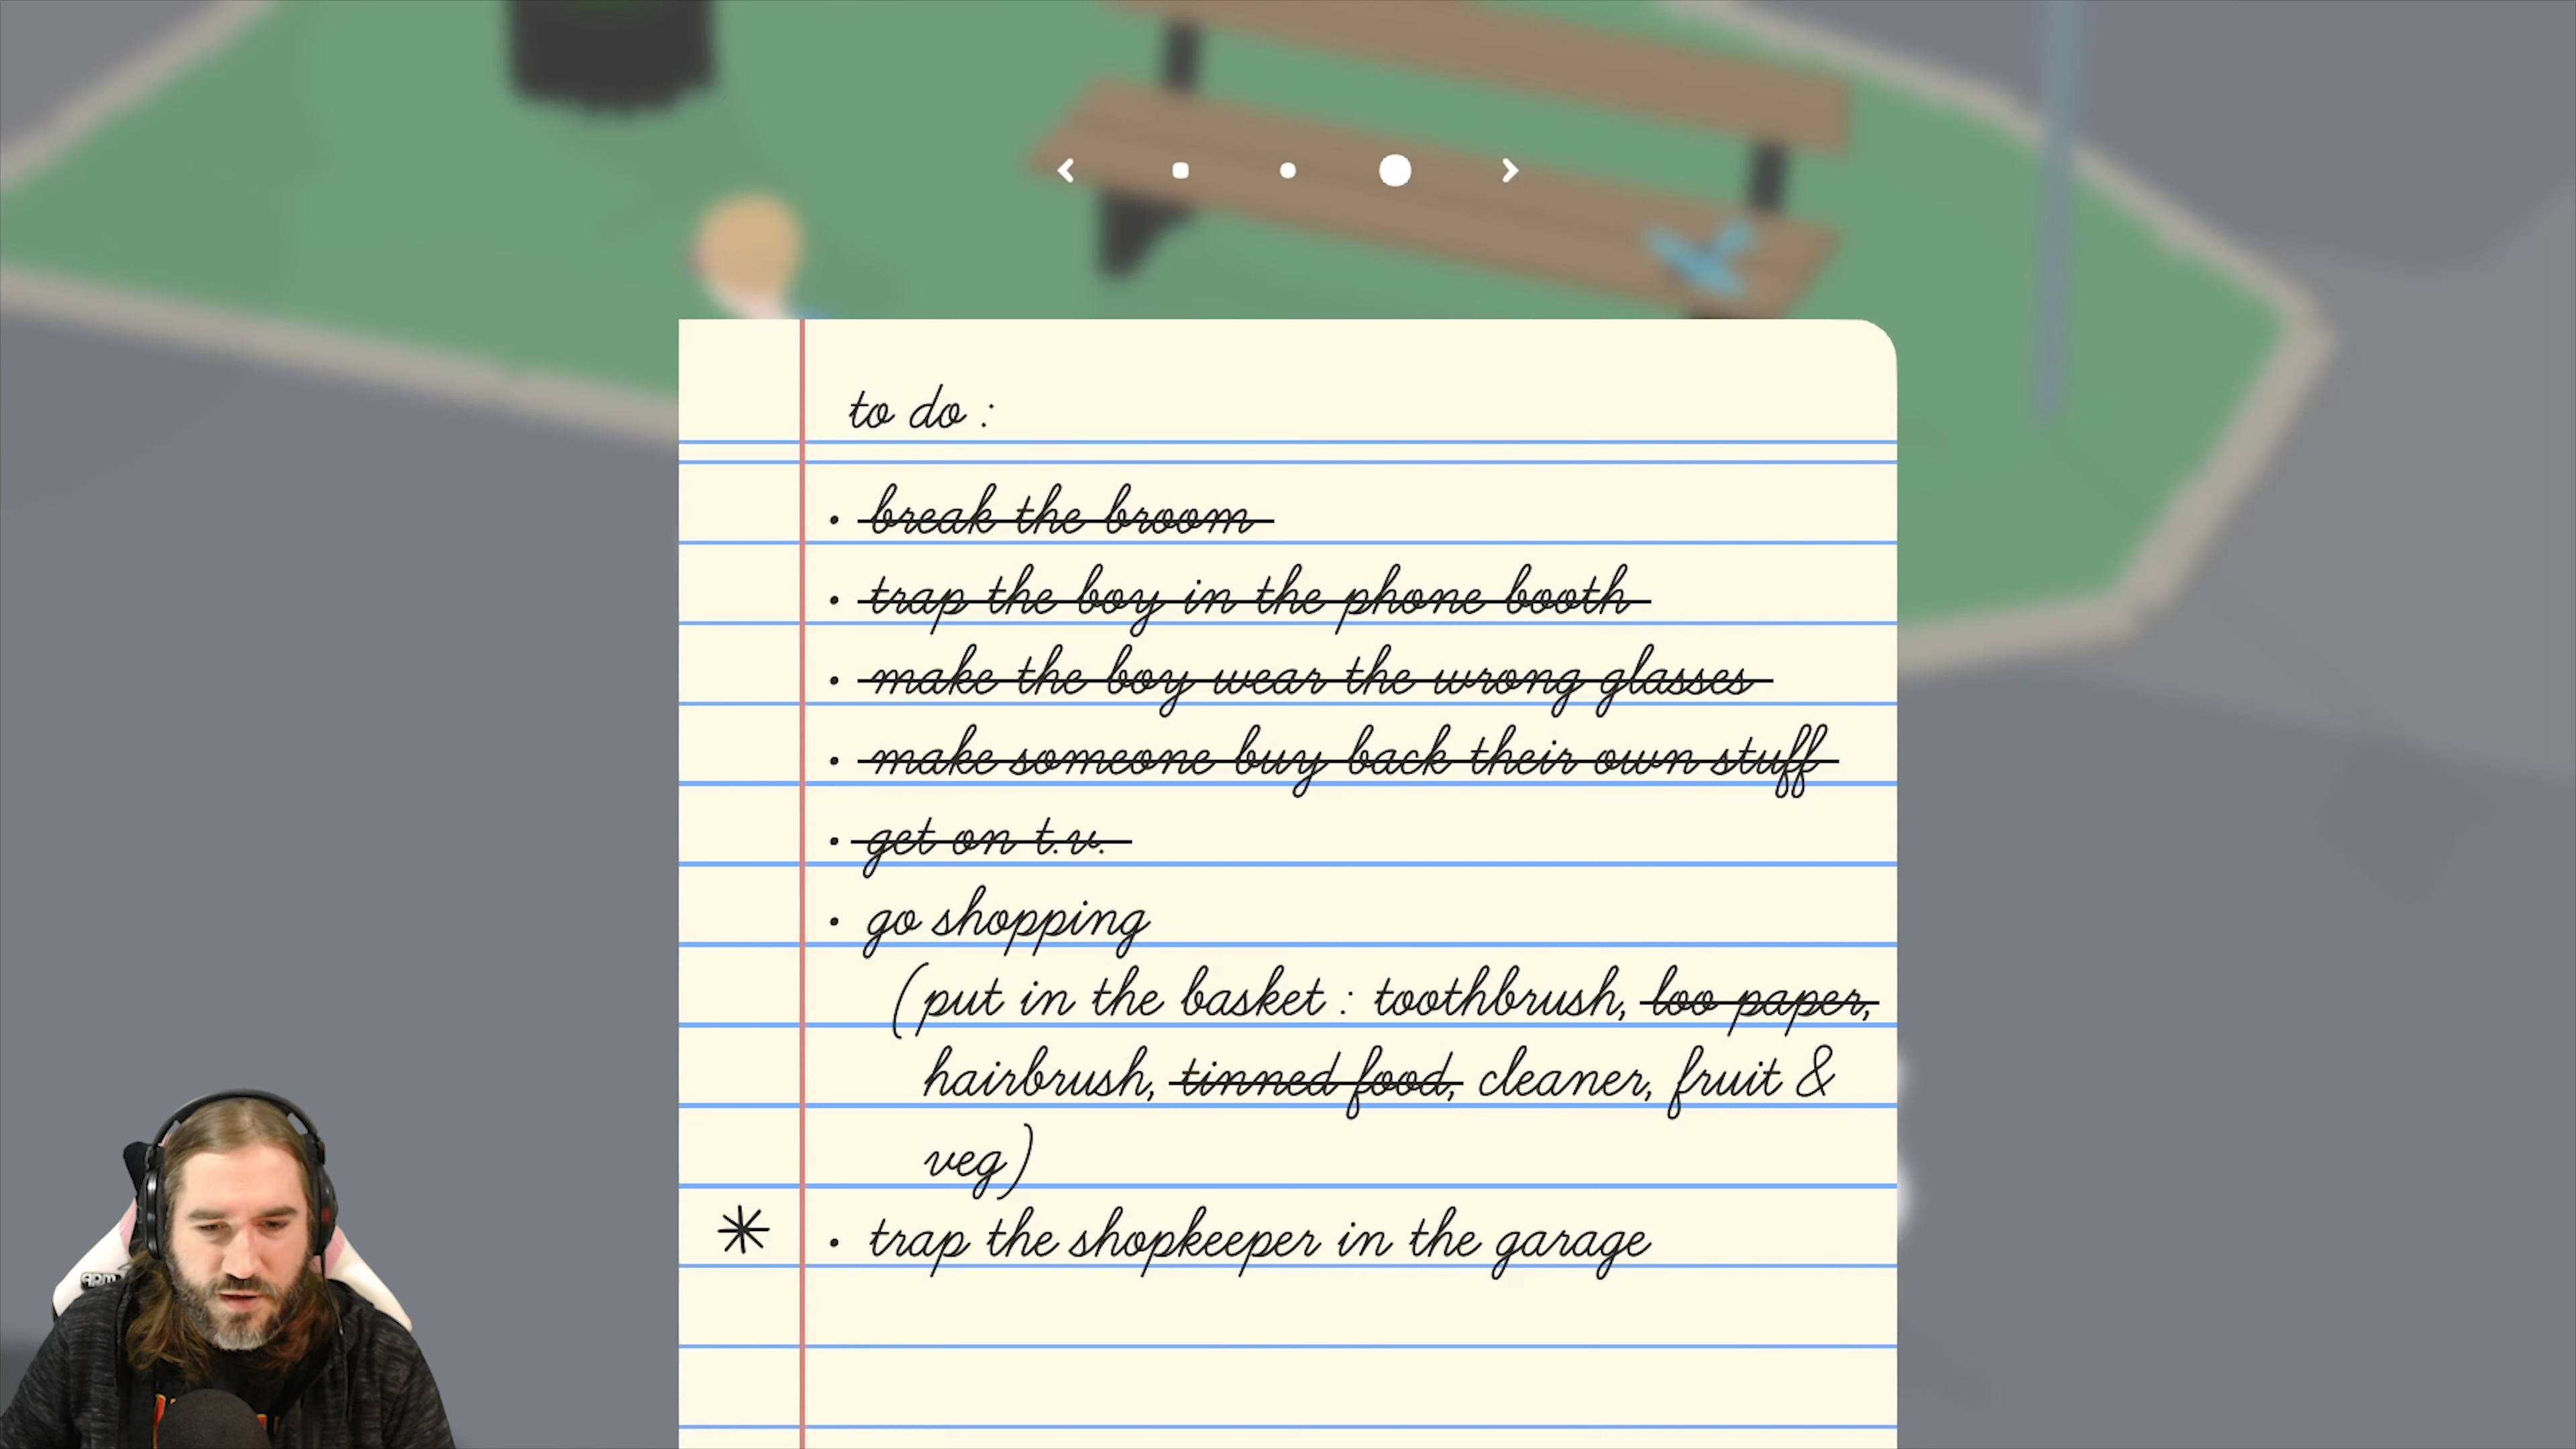 to do :
• break the broom
• trap the boy in the phone booth
• make the boy wear the wrong glasses
• make someone buy back their own stuff
• get on t.v.
• go shopping
(put in the basket : toothbrush, loo paper,
hairbrush, tinned food, cleaner, fruit &
veg)
* • trap the shopkeeper in the garage